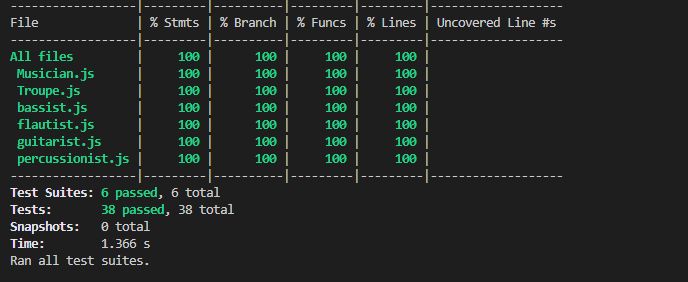 -------------------|---------|----------|---------|---------|-------------------
File               | % Stmts | % Branch | % Funcs | % Lines | Uncovered Line #s
-------------------|---------|----------|---------|---------|-------------------
All files          |     100 |      100 |     100 |     100 |
 Musician.js       |     100 |      100 |     100 |     100 |
 Troupe.js         |     100 |      100 |     100 |     100 |
 bassist.js        |     100 |      100 |     100 |     100 |
 flautist.js       |     100 |      100 |     100 |     100 |
 guitarist.js      |     100 |      100 |     100 |     100 |
 percussionist.js  |     100 |      100 |     100 |     100 |
-------------------|---------|----------|---------|---------|-------------------
Test Suites: 6 passed, 6 total
Tests:       38 passed, 38 total
Snapshots:   0 total
Time:        1.366 s
Ran all test suites.